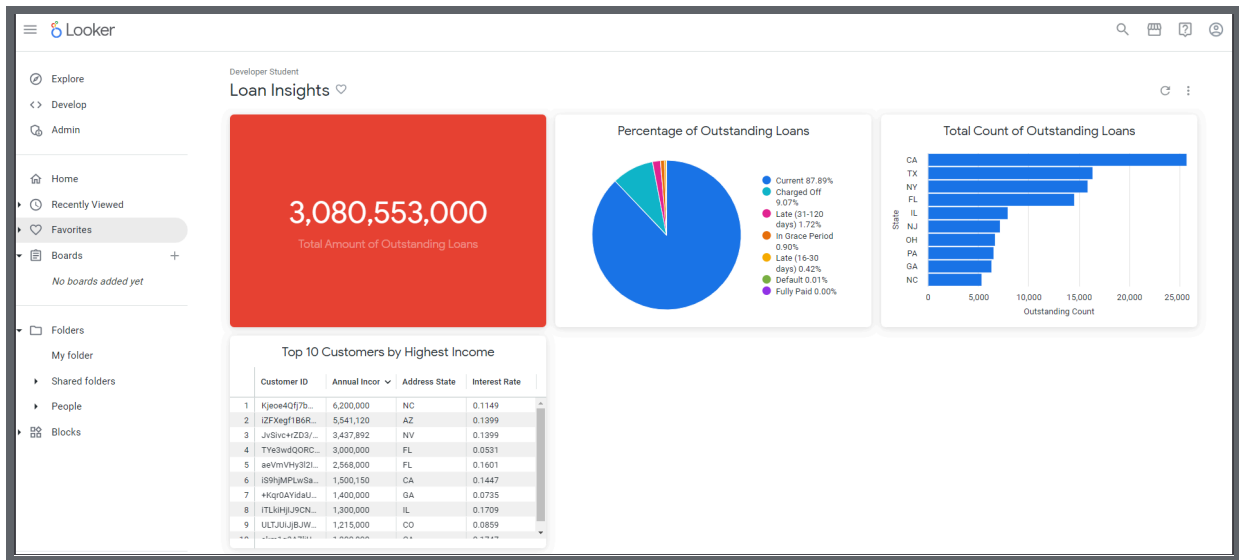 Looker
Explore
Develop
Admin
Home
Recently Viewed
Favorites
Boards
No boards added yet
Folders
My folder
Shared folders
People
Blocks
Developer Student
Loan Insights
3,080,553,000
Total Amount of Outstanding Loans
Percentage of Outstanding Loans
Current 87.89%
Charged Off
9.07%
Late (31-120
days) 1.72%
In Grace Period
0.90%
Late (16-30
days) 0.42%
Default 0.01%
Fully Paid 0.00%
Total Count of Outstanding Loans
State
CA
TX
NY
FL
IL
NJ
OH
PA
GA
NC
0 5,000 10,000 15,000 20,000 25,000
Outstanding Count
Top 10 Customers by Highest Income
Customer ID Annual Incor Address State Interest Rate
1 Kjeoe4Qfj7b... 6,200,000 NC 0.1149
2 iZFXegf1B6R... 5,541,120 AZ 0.1399
3 JvSivc+rZD3/... 3,437,892 NV 0.1399
4 TYe3wdQORC... 3,000,000 FL 0.0531
5 aeVmVHy3l2I... 2,568,000 FL 0.1601
6 iS9hjMPLwSa... 1,500,150 CA 0.1447
7 +Kqr0AYidaU... 1,400,000 GA 0.0735
8 iTLkiHjIJ9CN... 1,300,000 IL 0.1709
9 ULTJUiJjBJW... 1,215,000 CO 0.0859